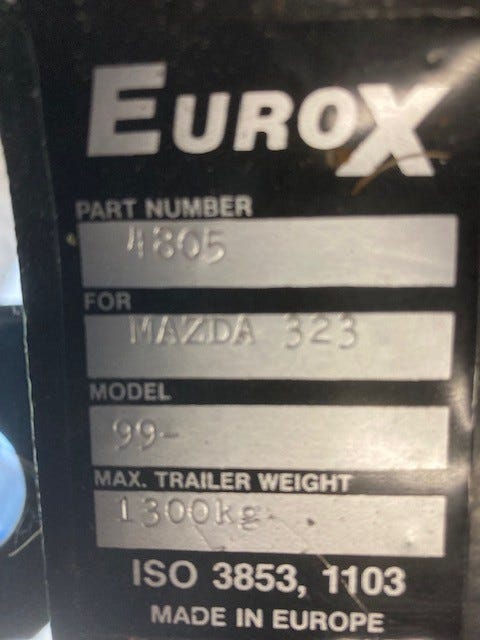 EUROX
PART NUMBER
4805
FOR
MAZDA 323
MODEL
99-
MAX. TRAILER WEIGHT
1300kg.
ISO 3853, 1103
MADE IN EUROPE